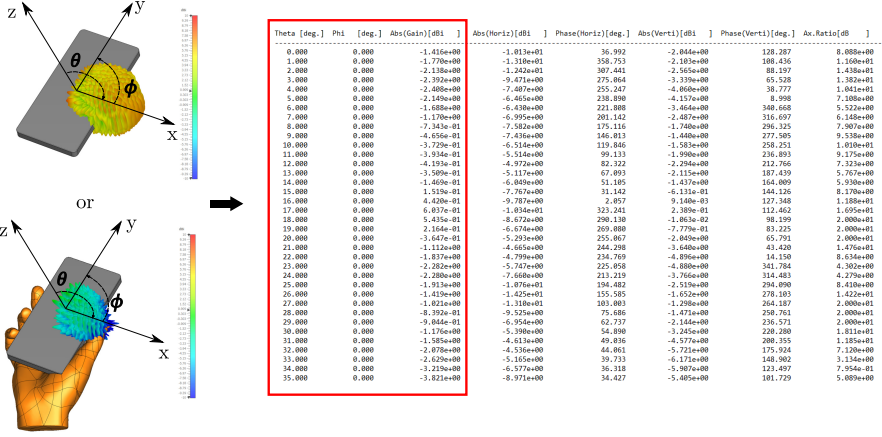 z
y
θ
ϕ
x
or
z
y
θ
ϕ
x
Theta [deg.] Phi [deg.] Abs(Gain)[dBi ] Abs(Horiz)[dBi ] Phase(Horiz)[deg.] Abs(Verti)[dBi ] Phase(Verti)[deg.] Ax.Ratio[dB ]
0.000 0.000 -1.416e+00 -1.013e+01 36.992 -2.044e+00 128.287 8.088e+00
1.000 0.000 -1.770e+00 -1.310e+01 358.753 -2.103e+00 108.436 1.160e+01
2.000 0.000 -2.138e+00 -1.242e+01 307.441 -2.565e+00 88.197 1.438e+01
3.000 0.000 -2.392e+00 -9.471e+00 275.064 -3.339e+00 65.528 1.382e+01
4.000 0.000 -2.408e+00 -7.407e+00 255.247 -4.060e+00 38.777 1.041e+01
5.000 0.000 -2.149e+00 -6.465e+00 238.890 -4.157e+00 8.998 7.108e+00
6.000 0.000 -1.688e+00 -6.430e+00 221.808 -3.464e+00 340.668 5.522e+00
7.000 0.000 -1.170e+00 -6.995e+00 201.142 -2.487e+00 316.697 6.148e+00
8.000 0.000 -7.343e-01 -7.582e+00 175.116 -1.740e+00 296.325 7.907e+00
9.000 0.000 -4.656e-01 -7.436e+00 146.013 -1.440e+00 277.505 9.538e+00
10.000 0.000 -3.729e-01 -6.514e+00 119.846 -1.583e+00 258.251 1.010e+01
11.000 0.000 -3.934e-01 -5.514e+00 99.133 -1.990e+00 236.893 9.175e+00
12.000 0.000 -4.193e-01 -4.972e+00 82.322 -2.294e+00 212.766 7.323e+00
13.000 0.000 -3.509e-01 -5.117e+00 67.093 -2.115e+00 187.439 5.767e+00
14.000 0.000 -1.469e-01 -6.049e+00 51.105 -1.437e+00 164.009 5.930e+00
15.000 0.000 1.519e-01 -7.767e+00 31.142 -6.131e-01 144.126 8.170e+00
16.000 0.000 4.420e-01 -9.787e+00 2.057 9.140e-03 127.348 1.188e+01
17.000 0.000 6.037e-01 -1.034e+01 323.241 2.389e-01 112.462 1.695e+01
18.000 0.000 5.435e-01 -8.672e+00 290.130 -1.063e-02 98.199 2.000e+01
19.000 0.000 2.164e-01 -6.674e+00 269.080 -7.779e-01 83.225 2.000e+01
20.000 0.000 -3.647e-01 -5.293e+00 255.067 -2.049e+00 65.791 2.000e+01
21.000 0.000 -1.112e+00 -4.665e+00 244.298 -3.640e+00 43.420 1.476e+01
22.000 0.000 -1.837e+00 -4.799e+00 234.769 -4.896e+00 14.150 8.634e+00
23.000 0.000 -2.282e+00 -5.747e+00 225.058 -4.880e+00 341.784 4.302e+00
24.000 0.000 -2.280e+00 -7.660e+00 213.219 -3.766e+00 314.483 4.279e+00
25.000 0.000 -1.913e+00 -1.076e+01 194.482 -2.519e+00 294.090 8.410e+00
26.000 0.000 -1.419e+00 -1.425e+01 155.585 -1.652e+00 278.103 1.422e+01
27.000 0.000 -1.021e+00 -1.310e+01 103.003 -1.298e+00 264.187 2.000e+01
28.000 0.000 -8.392e-01 -9.525e+00 75.686 -1.471e+00 250.761 2.000e+01
29.000 0.000 -9.044e-01 -6.954e+00 62.737 -2.144e+00 236.571 2.000e+01
30.000 0.000 -1.176e+00 -5.390e+00 54.890 -3.245e+00 220.280 1.811e+01
31.000 0.000 -1.585e+00 -4.613e+00 49.036 -4.577e+00 200.355 1.185e+01
32.000 0.000 -2.078e+00 -4.536e+00 44.061 -5.721e+00 175.924 7.120e+00
33.000 0.000 -2.629e+00 -5.165e+00 39.733 -6.171e+00 148.902 3.134e+00
34.000 0.000 -3.219e+00 -6.577e+00 36.318 -5.907e+00 123.497 7.954e-01
35.000 0.000 -3.821e+00 -8.971e+00 34.427 -5.405e+00 101.729 5.089e+00